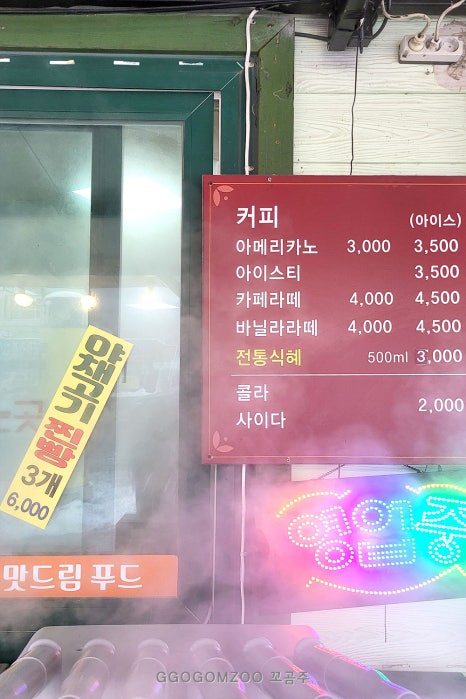 커피 (아이스)
아메리카노 3,000 3,500
아이스티 3,500
카페라떼 4,000 4,500
바닐라라떼 4,000 4,500
전통식혜 500ml 3,000
콜라
2,000
사이다
야채고기
찐빵
3개
6,000
영업중
맛드림 푸드
GGOGOMZOO 꼬곰주